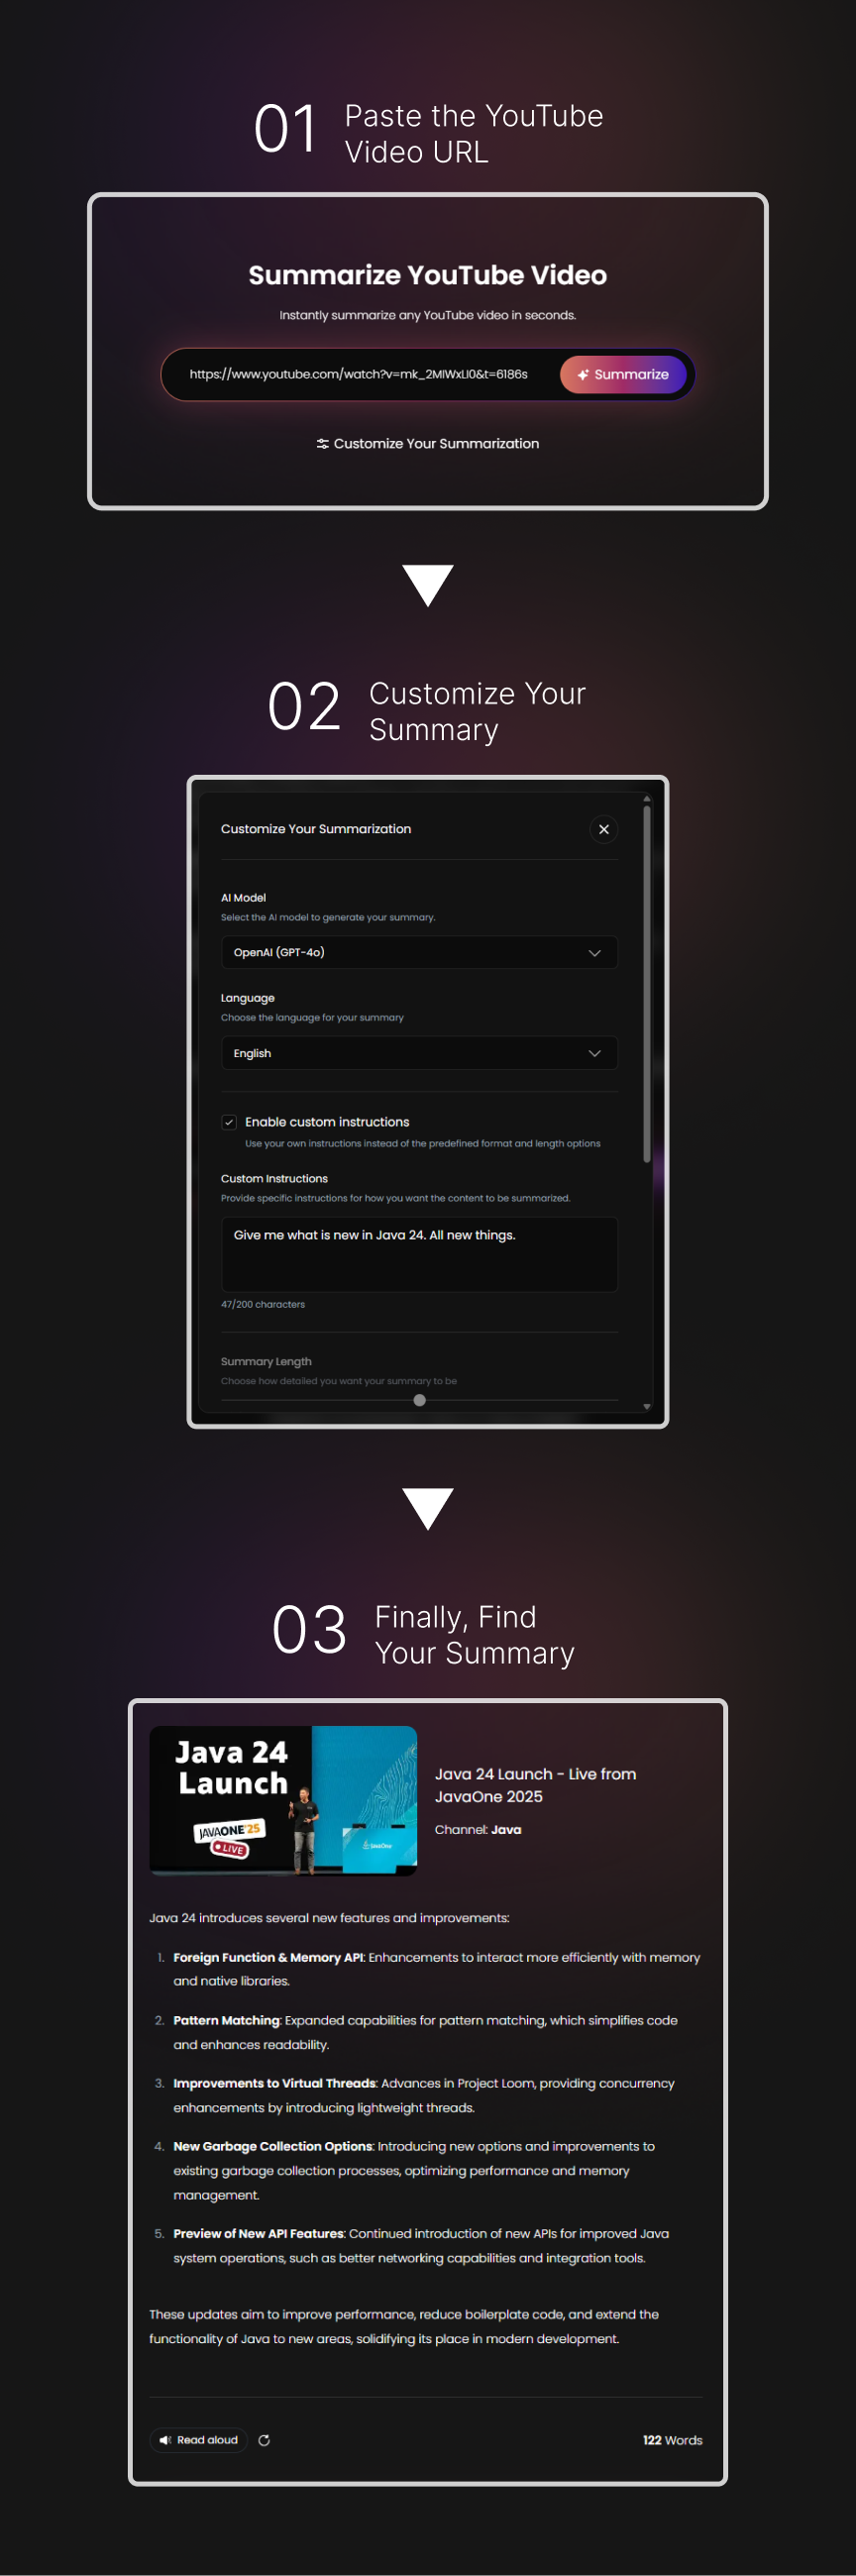 01
Paste the YouTube
Video URL
Summarize YouTube Video
Instantly summarize any YouTube video in seconds.
https://www.youtube.com/watch?v=mk_2MIWxLI0&t=6186s
Summarize
Customize Your Summarization
02
Customize Your
Summary
Customize Your Summarization
AI Model
Select the AI model to generate your summary.
OpenAI (GPT-4o)
Language
Choose the language for your summary
English
Enable custom instructions
Use your own instructions instead of the predefined format and length options
Custom Instructions
Provide specific instructions for how you want the content to be summarized.
Give me what is new in Java 24. All new things.
47/200 characters
Summary Length
Choose how detailed you want your summary to be
03
Finally, Find
Your Summary
Java 24
Launch
JAVAONE'25
LIVE
JavaOne
Java 24 Launch - Live from
JavaOne 2025
Channel: Java
Java 24 introduces several new features and improvements:
1. Foreign Function & Memory API: Enhancements to interact more efficiently with memory
and native libraries.
2. Pattern Matching: Expanded capabilities for pattern matching, which simplifies code
and enhances readability.
3. Improvements to Virtual Threads: Advances in Project Loom, providing concurrency
enhancements by introducing lightweight threads.
4. New Garbage Collection Options: Introducing new options and improvements to
existing garbage collection processes, optimizing performance and memory
management.
5. Preview of New API Features: Continued introduction of new APIs for improved Java
system operations, such as better networking capabilities and integration tools.
These updates aim to improve performance, reduce boilerplate code, and extend the
functionality of Java to new areas, solidifying its place in modern development.
Read aloud
122 Words